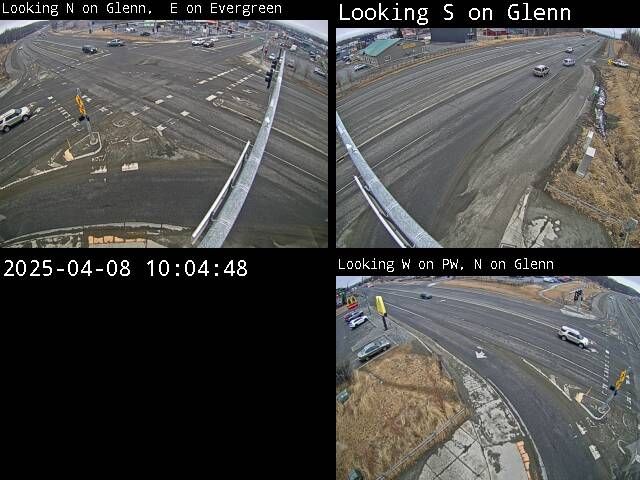 Looking N on Glenn,  E on Evergreen
Looking S on Glenn
2025-04-08 10:04:48
Looking W on PW, N on Glenn